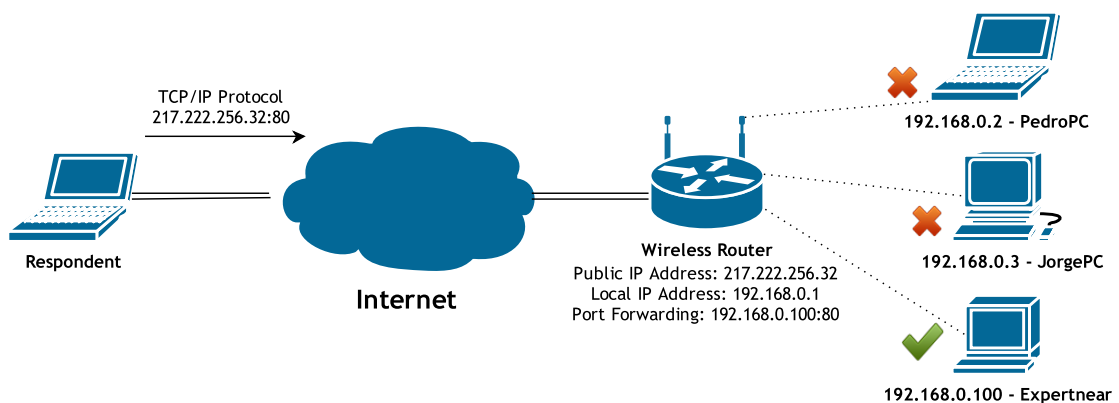 TCP/IP Protocol
217.222.256.32:80
Respondent
Internet
Wireless Router
Public IP Address: 217.222.256.32
Local IP Address: 192.168.0.1
Port Forwarding: 192.168.0.100:80
192.168.0.2 - PedroPC
192.168.0.3 - JorgePC
192.168.0.100 - Expertnear